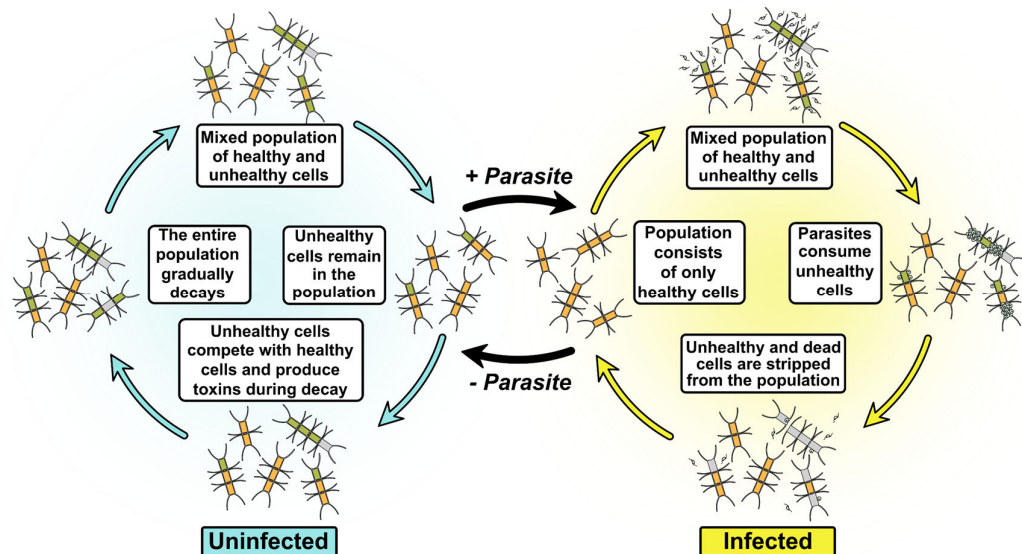 Mixed population
of healthy and
unhealthy cells
The entire
population
gradually
decays
Unhealthy
cells remain
in the
population
Unhealthy cells
compete with healthy
cells and produce
toxins during decay
Uninfected
+ Parasite
- Parasite
Mixed population
of healthy and
unhealthy cells
Population
consists
of only
healthy cells
Parasites
consume
unhealthy
cells
Unhealthy and dead
cells are stripped
from the population
Infected